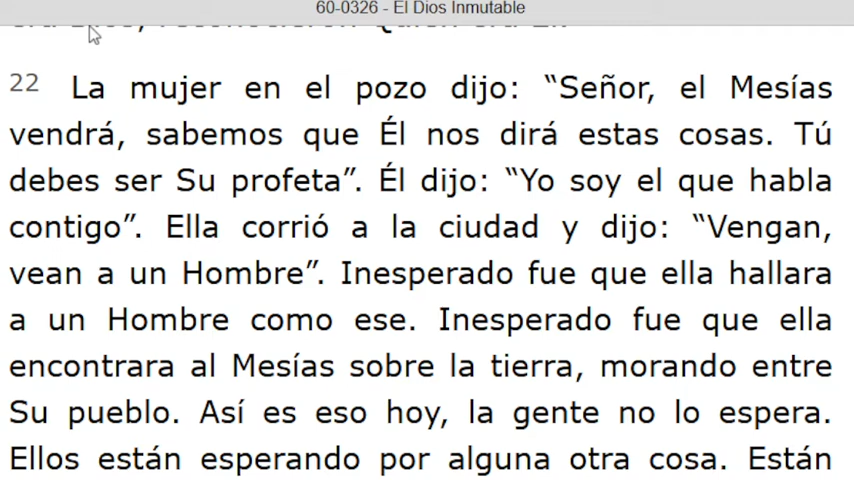 60-0326 - El Dios Inmutable
22 La mujer en el pozo dijo: “Señor, el Mesías
vendrá, sabemos que Él nos dirá estas cosas. Tú
debes ser Su profeta”. Él dijo: “Yo soy el que habla
contigo”. Ella corrió a la ciudad y dijo: “Vengan,
vean a un Hombre”. Inesperado fue que ella hallara
a un Hombre como ese. Inesperado fue que ella
encontrara al Mesías sobre la tierra, morando entre
Su pueblo. Así es eso hoy, la gente no lo espera.
Ellos están esperando por alguna otra cosa. Están